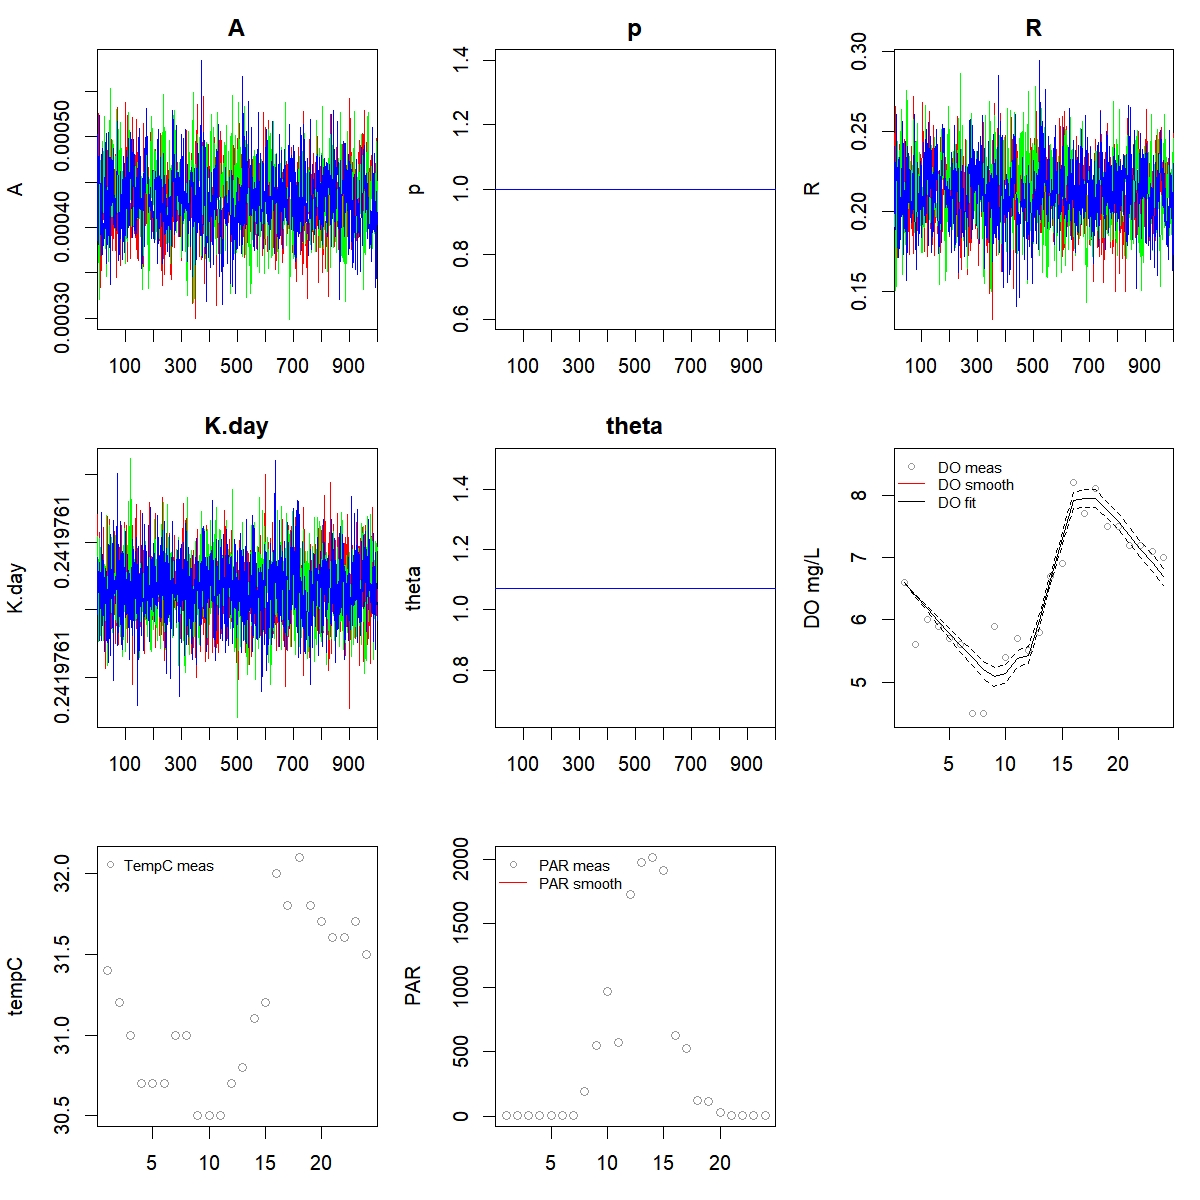 A
A
0.00050
0.00040
0.00030
100 300 500 700 900
p
p
1.4
1.2
1.0
0.8
0.6
100 300 500 700 900
R
R
0.30
0.25
0.20
0.15
100 300 500 700 900
K.day
K.day
0.2419761
0.2419761
100 300 500 700 900
theta
theta
1.4
1.2
1.0
0.8
100 300 500 700 900
DO mg/L
8
7
6
5
DO meas
DO smooth
DO fit
5 10 15 20
tempC
32.0
31.5
31.0
30.5
TempC meas
5 10 15 20
PAR
2000
1500
1000
500
0
PAR meas
PAR smooth
5 10 15 20